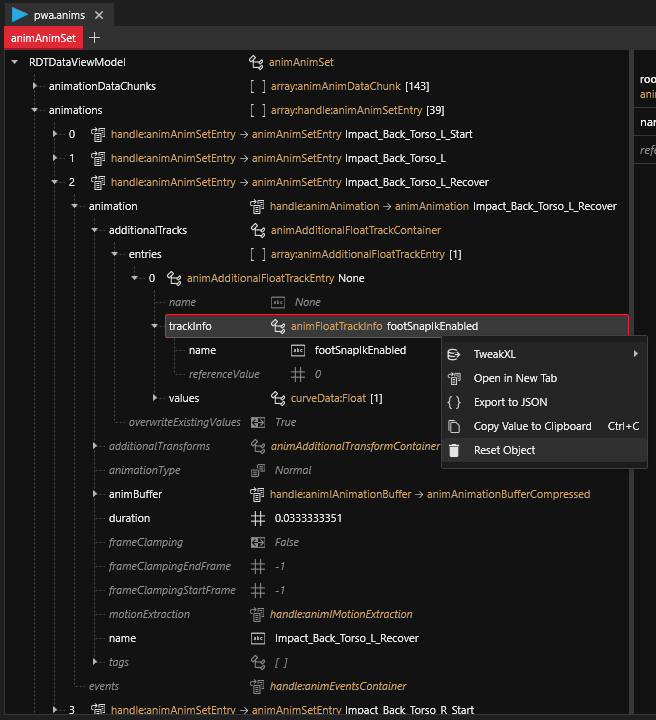 pwa.anims
animAnimSet
RDTDataViewModel animAnimSet
animationDataChunks [ ] array:animAnimDataChunk [143]
animations [ ] array:handle:animAnimSetEntry [39]
0 handle:animAnimSetEntry → animAnimSetEntry Impact_Back_Torso_L_Start
1 handle:animAnimSetEntry → animAnimSetEntry Impact_Back_Torso_L
2 handle:animAnimSetEntry → animAnimSetEntry Impact_Back_Torso_L_Recover
animation handle:animAnimation → animAnimation Impact_Back_Torso_L_Recover
additionalTracks animAdditionalFloatTrackContainer
entries [ ] array:animAdditionalFloatTrackEntry [1]
0 animAdditionalFloatTrackEntry None
name abc None
trackInfo animFloatTrackInfo footSnapIkEnabled
name abc footSnapIkEnabled
referenceValue 0
values curveData:Float [1]
overwriteExistingValues True
additionalTransforms animAdditionalTransformContainer
animationType Normal
animBuffer handle:animIAnimationBuffer → animAnimationBufferCompressed
duration 0.0333333351
frameClamping False
frameClampingEndFrame -1
frameClampingStartFrame -1
motionExtraction handle:animIMotionExtraction
name abc Impact_Back_Torso_L_Recover
tags [ ]
events handle:animEventsContainer
3 handle:animAnimSetEntry → animAnimSetEntry Impact_Back_Torso_R_Start
TweakXL
Open in New Tab
{ } Export to JSON
Copy Value to Clipboard Ctrl+C
Reset Object
roo
anim
nam
refe